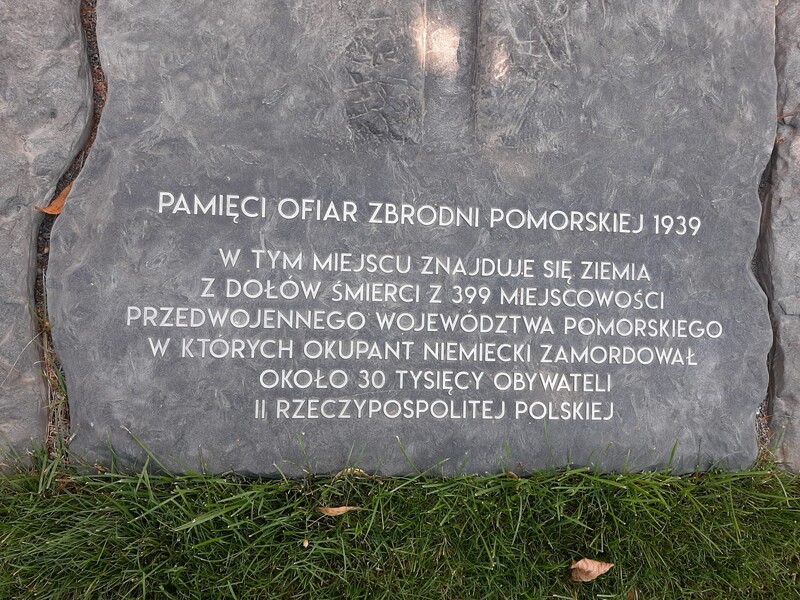 PAMIĘCI OFIAR ZBRODNI POMORSKIEJ 1939
W TYM MIEJSCU ZNAJDUJE SIĘ ZIEMIA
Z DOŁÓW ŚMIERCI Z 399 MIEJSCOWOŚCI
PRZEDWOJENNEGO WOJEWÓDZTWA POMORSKIEGO
W KTÓRYCH OKUPANT NIEMIECKI ZAMORDOWAŁ
OKOŁO 30 TYSIĘCY OBYWATELI
II RZECZYPOSPOLITEJ POLSKIEJ